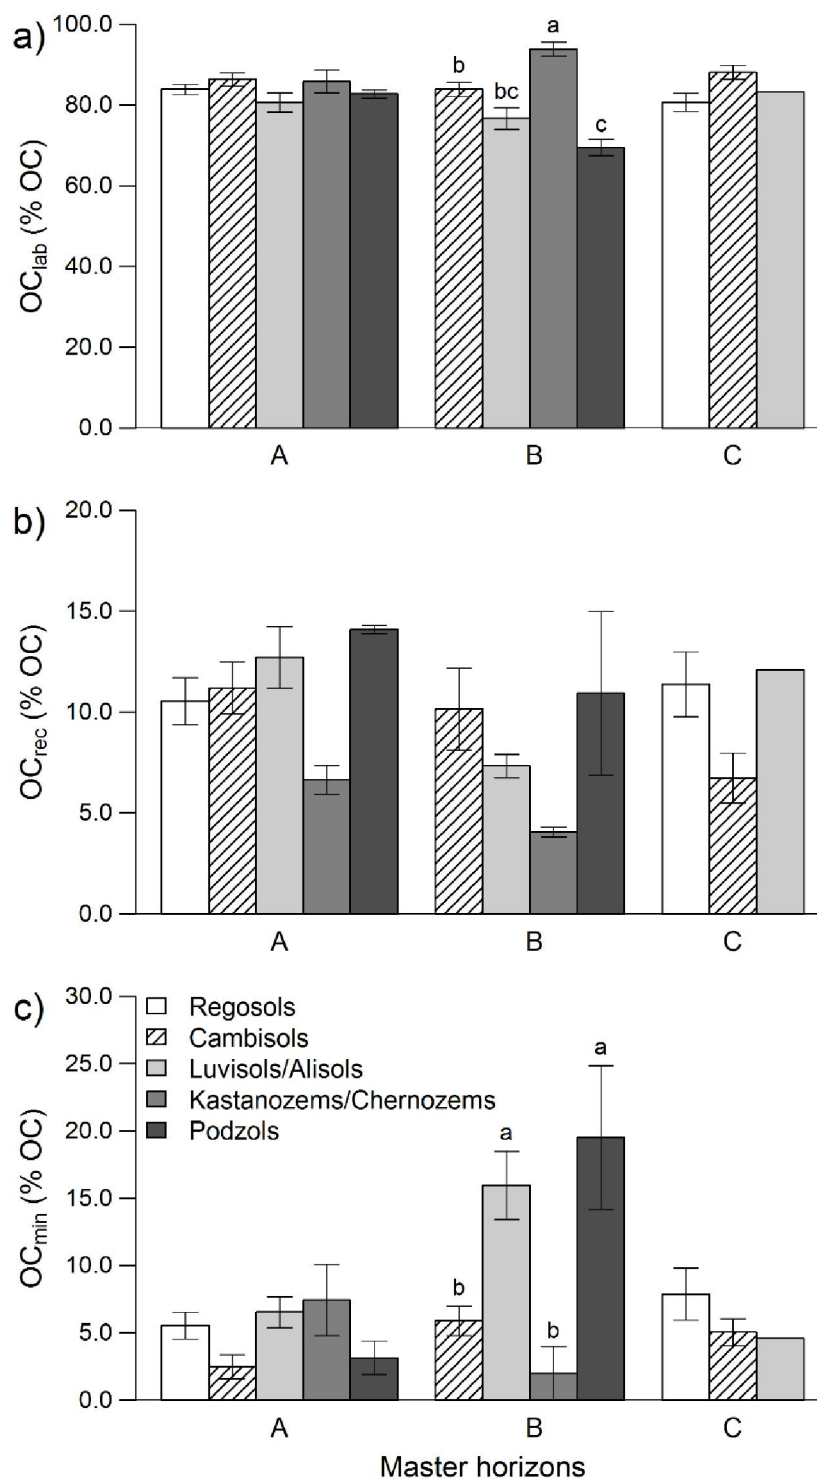 a)
100.0
80.0
60.0
40.0
20.0
0.0
OClab (% OC)
b
bc
a
c
A
B
C
b)
20.0
15.0
10.0
5.0
0.0
OCrec (% OC)
A
B
C
c)
30.0
25.0
20.0
15.0
10.0
5.0
0.0
OCmin (% OC)
Regosols
Cambisols
Luvisols/Alisols
Kastanozems/Chernozems
Podzols
b
a
b
a
A
B
C
Master horizons